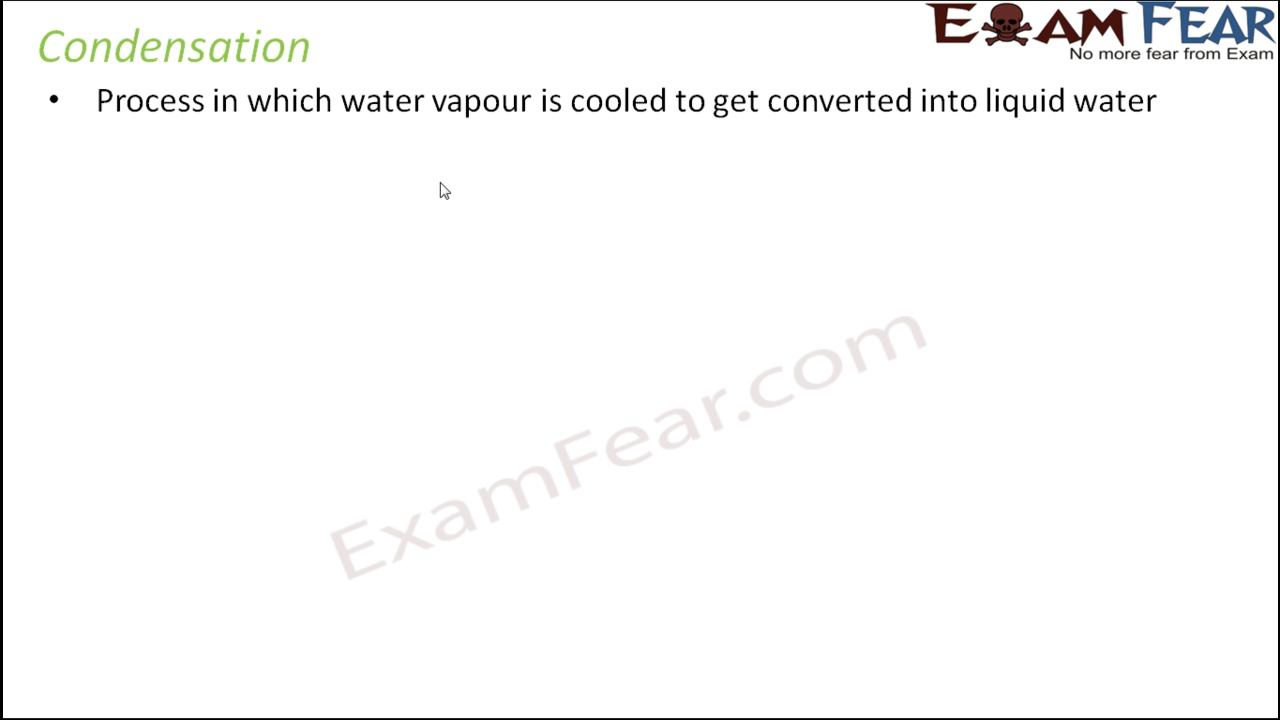 Condensation
EXAM FEAR
No more fear from Exam
• Process in which water vapour is cooled to get converted into liquid water
ExamFear.com